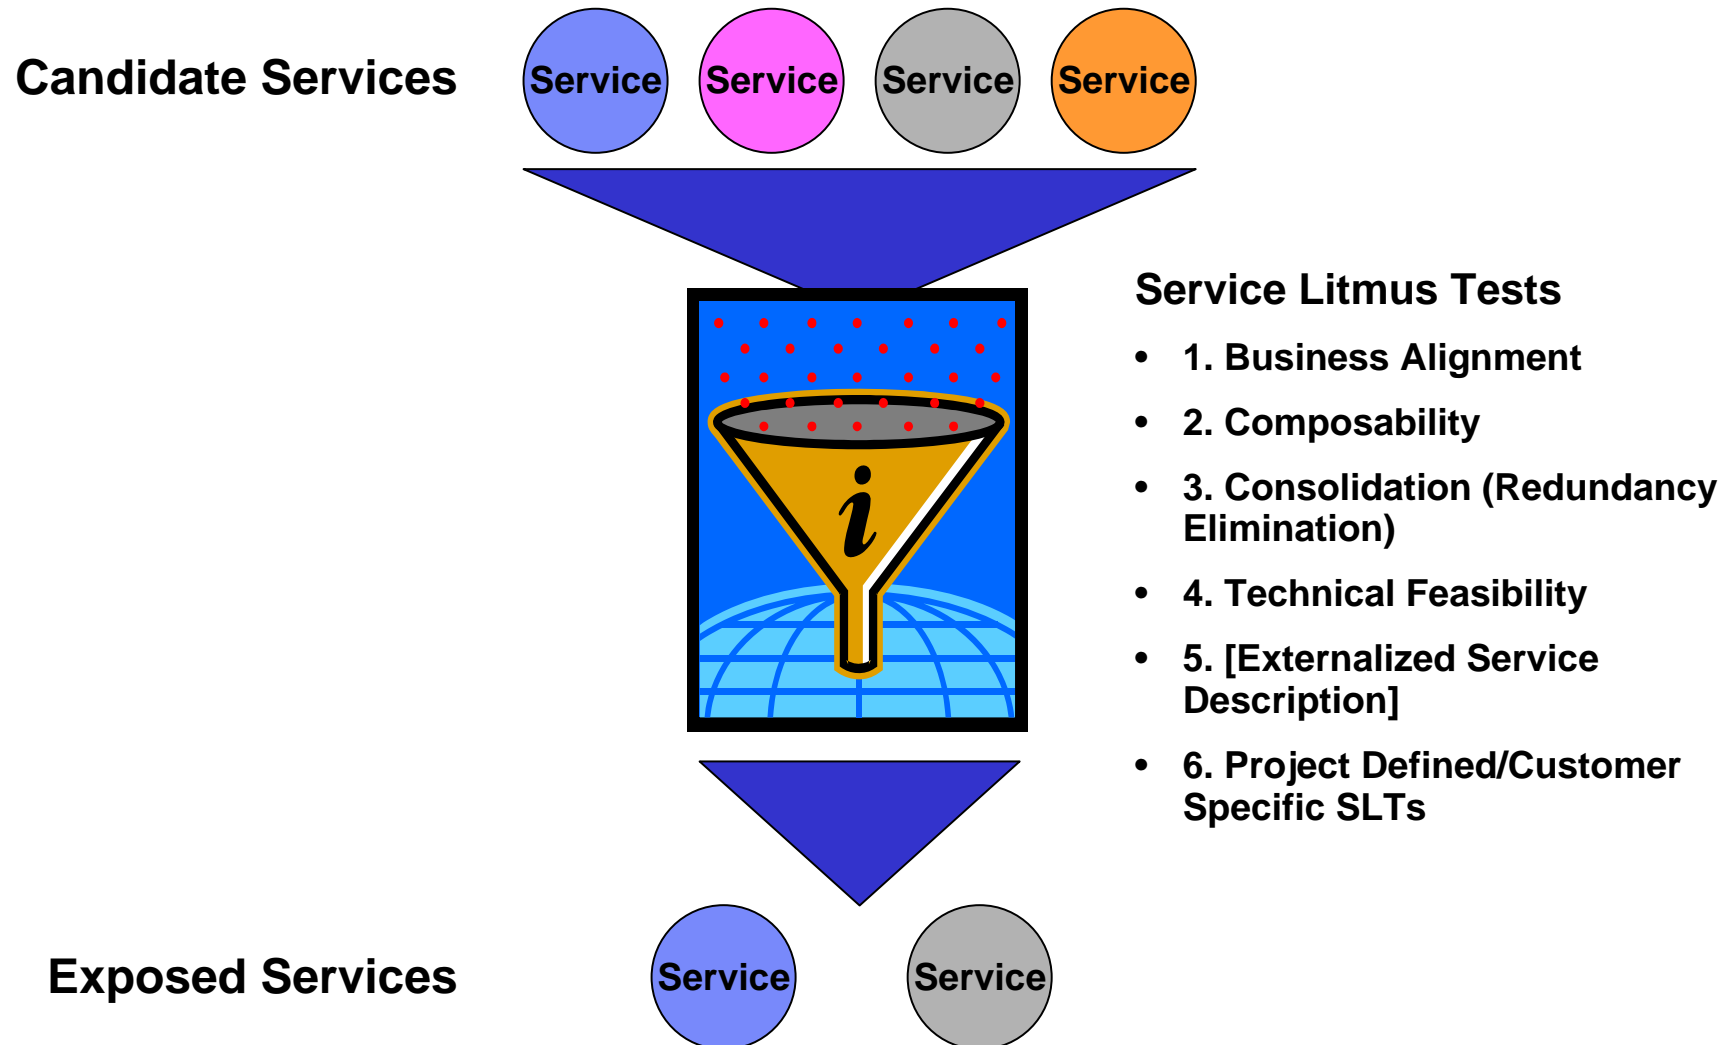 Candidate Services
Service Service Service Service
Service Litmus Tests
• 1. Business Alignment
• 2. Composability
• 3. Consolidation (Redundancy
Elimination)
• 4. Technical Feasibility
• 5. [Externalized Service
Description]
• 6. Project Defined/Customer
Specific SLTs
i
Exposed Services
Service Service